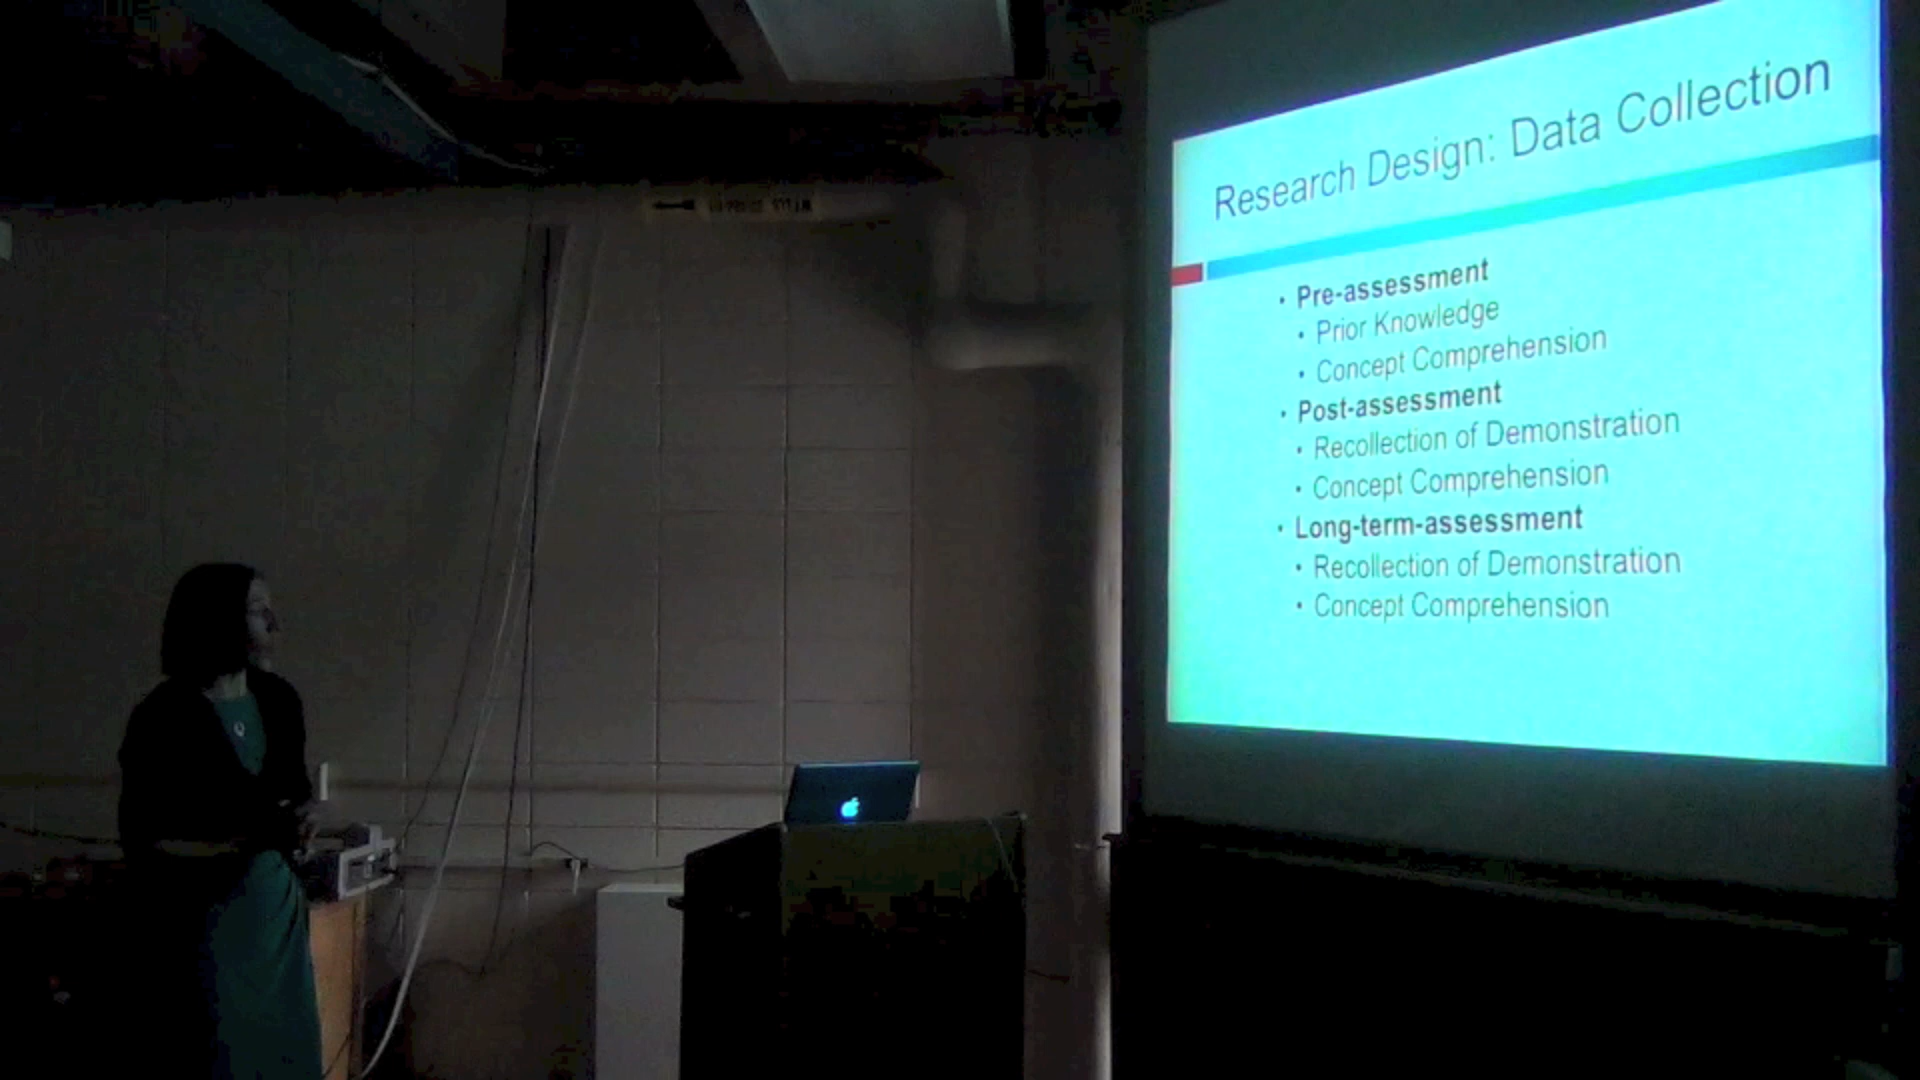 Research Design: Data Collection
• Pre-assessment
• Prior Knowledge
• Concept Comprehension
• Post-assessment
• Recollection of Demonstration
• Concept Comprehension
• Long-term-assessment
• Recollection of Demonstration
• Concept Comprehension